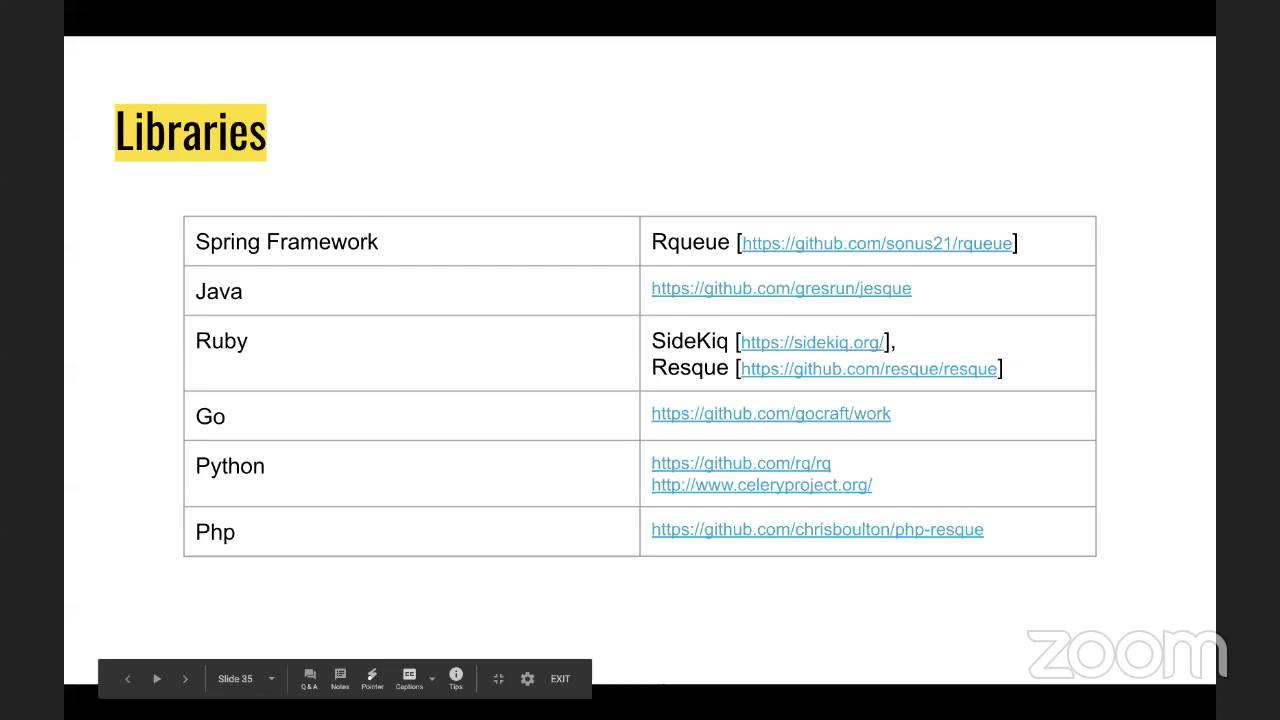 Libraries
Spring Framework
Rqueue [https://github.com/sonus21/rqueue]
Java
https://github.com/gresrun/jesque
Ruby
SideKiq [https://sidekiq.org/],
Resque [https://github.com/resque/resque]
Go
https://github.com/gocraft/work
Python
https://github.com/rq/rq
http://www.celeryproject.org/
Php
https://github.com/chrisboulton/php-resque
zoom
Slide 35
Q&A
Notes
Pointer
CC
Captions
Tips
EXIT